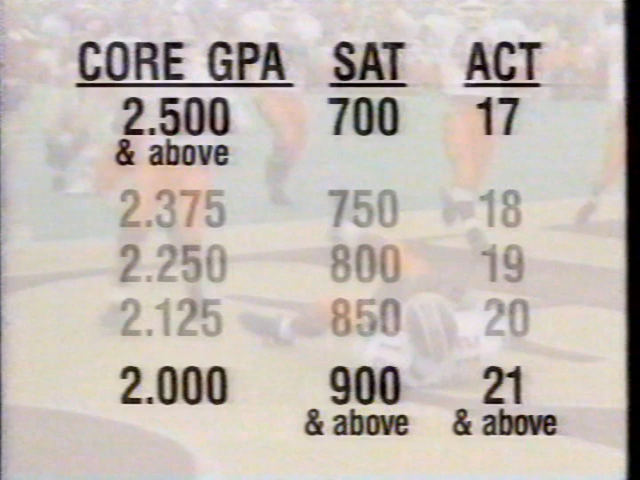 CORE GPA SAT ACT
2.500 700 17
& above
2.375 750 18
2.250 800 19
2.125 850 20
2.000 900 21
& above & above